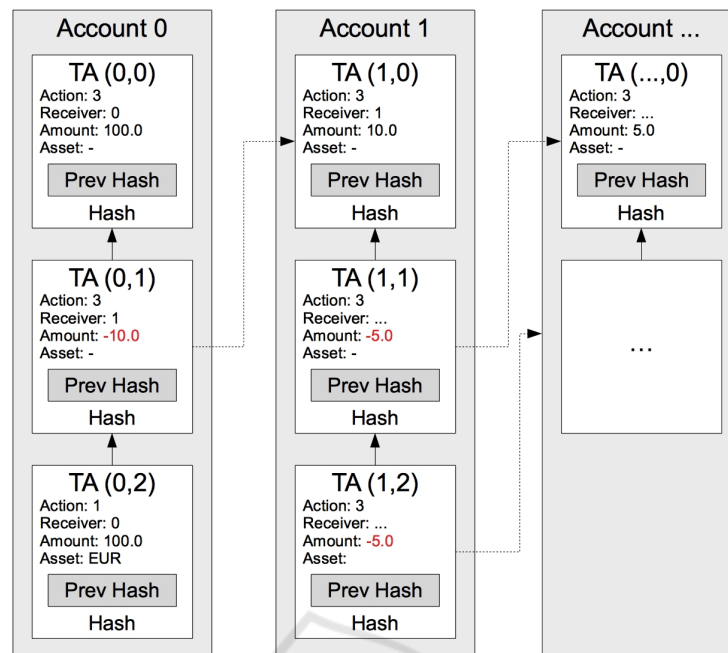 Account 0
TA (0,0)
Action: 3
Receiver: 0
Amount: 100.0
Asset: -
Prev Hash
Hash
TA (0,1)
Action: 3
Receiver: 1
Amount: -10.0
Asset: -
Prev Hash
Hash
TA (0,2)
Action: 1
Receiver: 0
Amount: 100.0
Asset: EUR
Prev Hash
Hash
Account 1
TA (1,0)
Action: 3
Receiver: 1
Amount: 10.0
Asset: -
Prev Hash
Hash
TA (1,1)
Action: 3
Receiver: ...
Amount: -5.0
Asset: -
Prev Hash
Hash
TA (1,2)
Action: 3
Receiver: ...
Amount: -5.0
Asset:
Prev Hash
Hash
Account ...
TA (...,0)
Action: 3
Receiver: ...
Amount: 5.0
Asset: -
Prev Hash
Hash
...